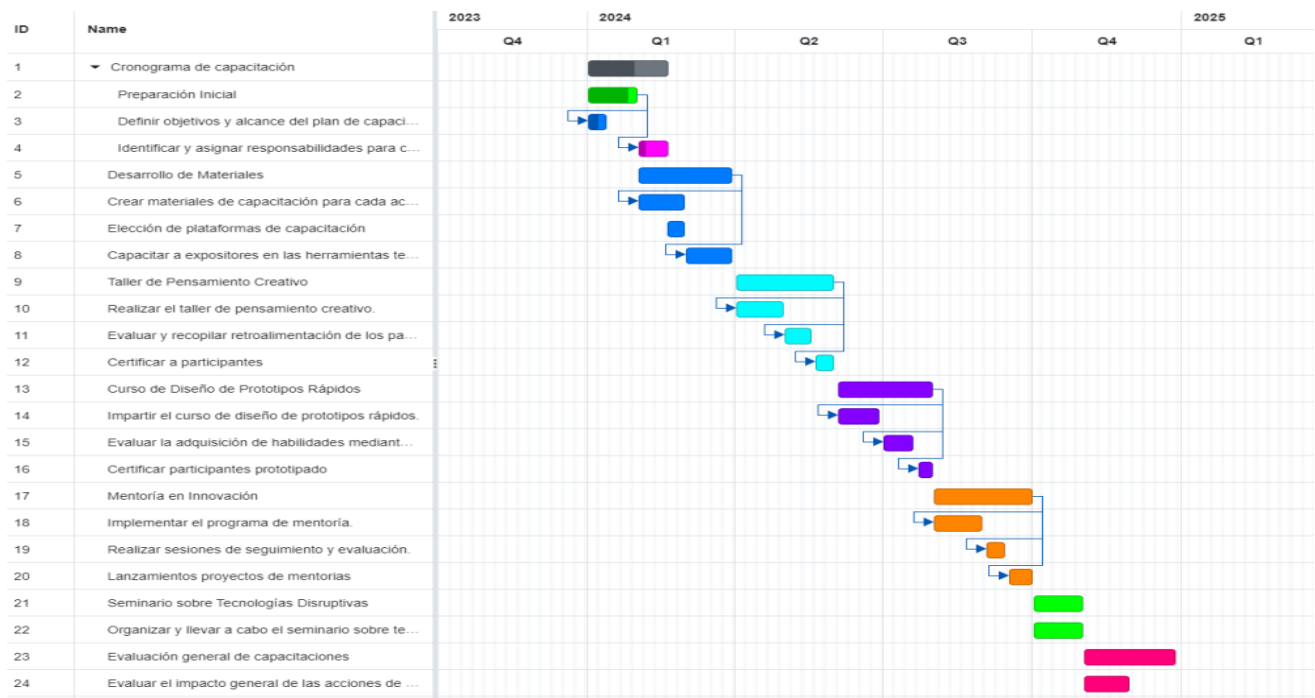 2023 2024 2025
ID Name
Q4 Q1 Q2 Q3 Q4 Q1
1 Cronograma de capacitación
2 Preparación Inicial
3 Definir objetivos y alcance del plan de capaci...
4 Identificar y asignar responsabilidades para c...
5 Desarrollo de Materiales
6 Crear materiales de capacitación para cada ac...
7 Elección de plataformas de capacitación
8 Capacitar a expositores en las herramientas te...
9 Taller de Pensamiento Creativo
10 Realizar el taller de pensamiento creativo.
11 Evaluar y recopilar retroalimentación de los pa...
12 Certificar a participantes
13 Curso de Diseño de Prototipos Rápidos
14 Impartir el curso de diseño de prototipos rápidos.
15 Evaluar la adquisición de habilidades mediant...
16 Certificar participantes prototipado
17 Mentoría en Innovación
18 Implementar el programa de mentoría.
19 Realizar sesiones de seguimiento y evaluación.
20 Lanzamientos proyectos de mentorias
21 Seminario sobre Tecnologías Disruptivas
22 Organizar y llevar a cabo el seminario sobre te...
23 Evaluación general de capacitaciones
24 Evaluar el impacto general de las acciones de ...